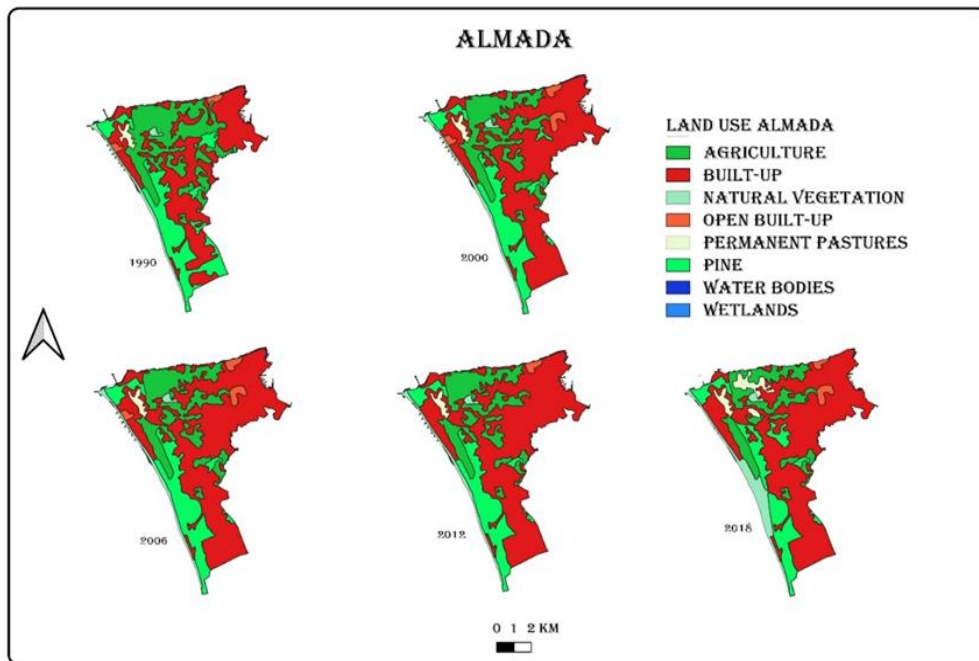 ALMADA
1990
2000
LAND USE ALMADA
AGRICULTURE
BUILT-UP
NATURAL VEGETATION
OPEN BUILT-UP
PERMANENT PASTURES
PINE
WATER BODIES
WETLANDS
2006
2012
2018
0 1 2 KM